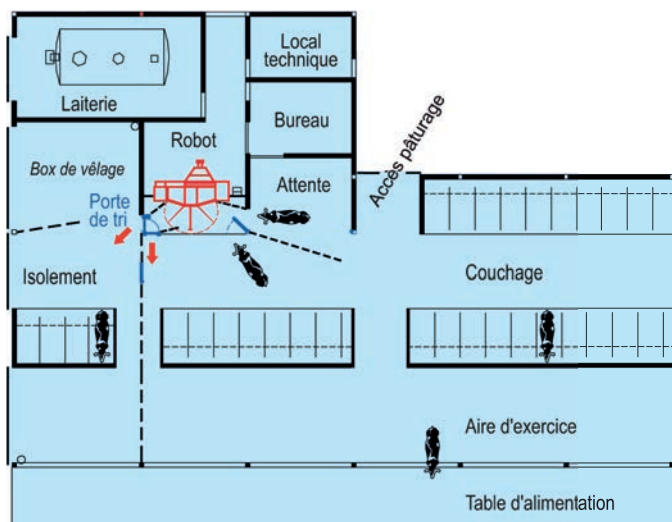 Local
technique
Laiterie
Bureau
Robot
Box de vêlage
Attente
Accès pâturage
Porte
de tri
Isolement
Couchage
Aire d'exercice
Table d'alimentation